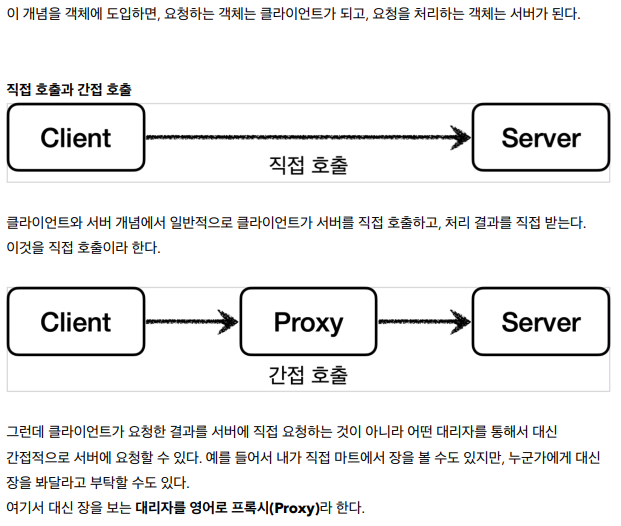 이 개념을 객체에 도입하면, 요청하는 객체는 클라이언트가 되고, 요청을 처리하는 객체는 서버가 된다.
직접 호출과 간접 호출
Client
Server
직접 호출
클라이언트와 서버 개념에서 일반적으로 클라이언트가 서버를 직접 호출하고, 처리 결과를 직접 받는다.
이것을 직접 호출이라 한다.
Client
Proxy
Server
간접 호출
그런데 클라이언트가 요청한 결과를 서버에 직접 요청하는 것이 아니라 어떤 대리자를 통해서 대신
간접적으로 서버에 요청할 수 있다. 예를 들어서 내가 직접 마트에서 장을 볼 수도 있지만, 누군가에게 대신
장을 봐달라고 부탁할 수도 있다.
여기서 대신 장을 보는 대리자를 영어로 프록시(Proxy)라 한다.